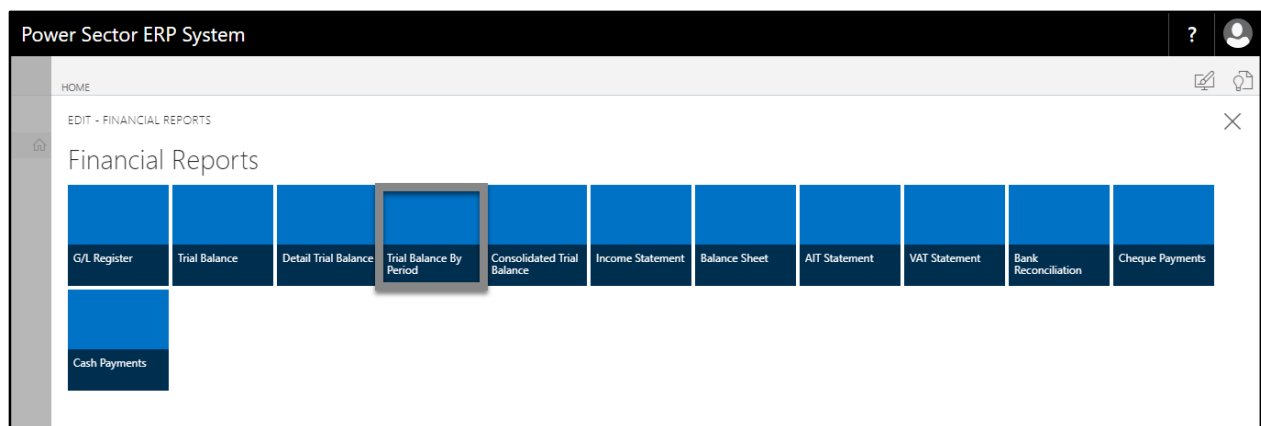 Power Sector ERP System
?
HOME
EDIT - FINANCIAL REPORTS
Financial Reports
G/L Register
Trial Balance
Detail Trial Balance
Trial Balance By
Period
Consolidated Trial
Balance
Income Statement
Balance Sheet
AIT Statement
VAT Statement
Bank
Reconciliation
Cheque Payments
Cash Payments